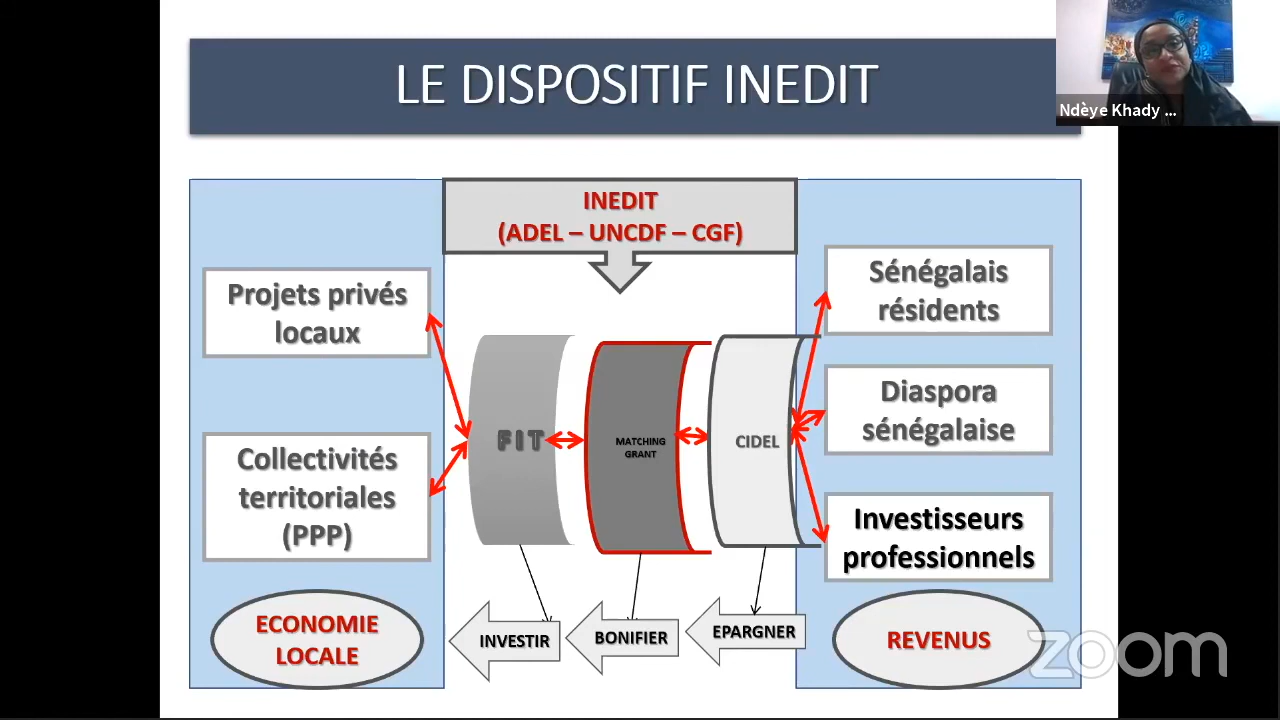 LE DISPOSITIF INEDIT
Ndèye Khady ...
INEDIT
(ADEL – UNCDF – CGF)
Projets privés
locaux
Collectivités
territoriales
(PPP)
ECONOMIE
LOCALE
FIT
MATCHING
GRANT
CIDEL
INVESTIR
BONIFIER
EPARGNER
Sénégalais
résidents
Diaspora
sénégalaise
Investisseurs
professionnels
REVENUS
zoom